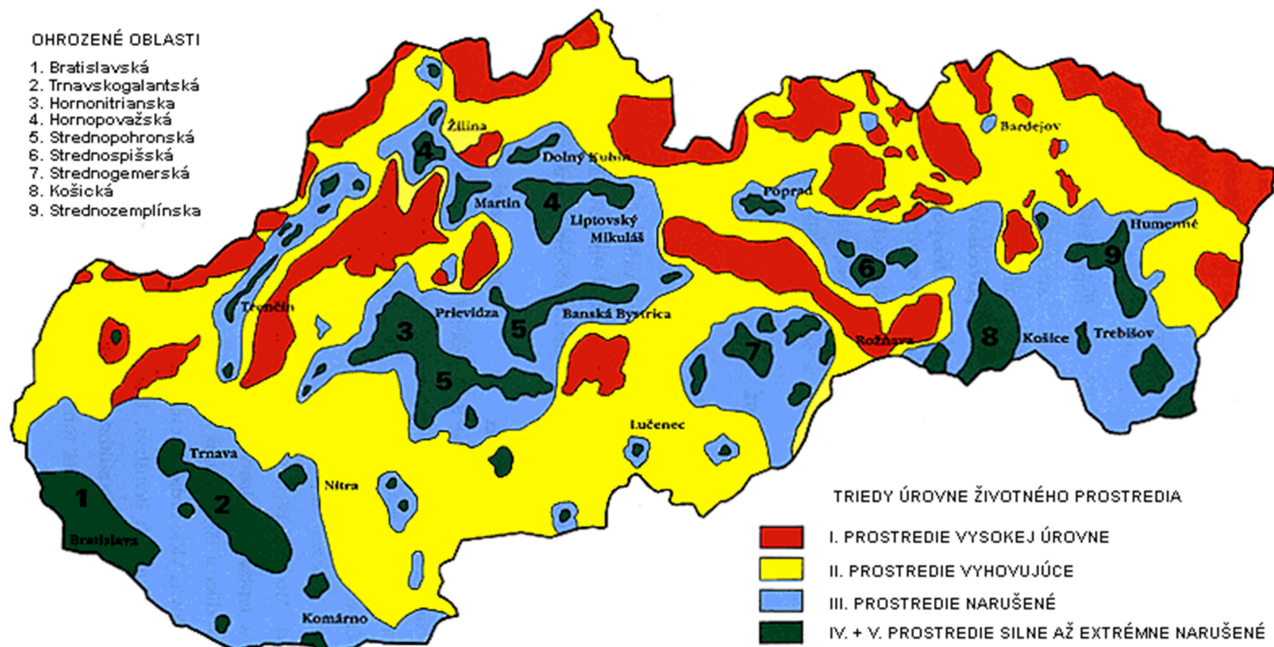 OHROZENÉ OBLASTI
1. Bratislavská
2. Trnavskogalantská
3. Hornonitrianska
4. Hornopovažská
5. Strednopohronská
6. Strednospišská
7. Strednogemerská
8. Košická
9. Strednozemplínska
Žilina
4
Dolný Kubín
Bardejov
Poprad
Martin
4
Liptovský
Mikuláš
Humenné
9
6
Trenčín
3
Prievidza
5
Banská Bystrica
7
Rožňava
8
Košice
Trebišov
5
Lučenec
Trnava
Nitra
1
2
Bratislava
Komárno
TRIEDY ÚROVNE ŽIVOTNÉHO PROSTREDIA
I. PROSTREDIE VYSOKEJ ÚROVNE
II. PROSTREDIE VYHOVUJÚCE
III. PROSTREDIE NARUŠENÉ
IV. + V. PROSTREDIE SILNE AŽ EXTRÉMNE NARUŠENÉ